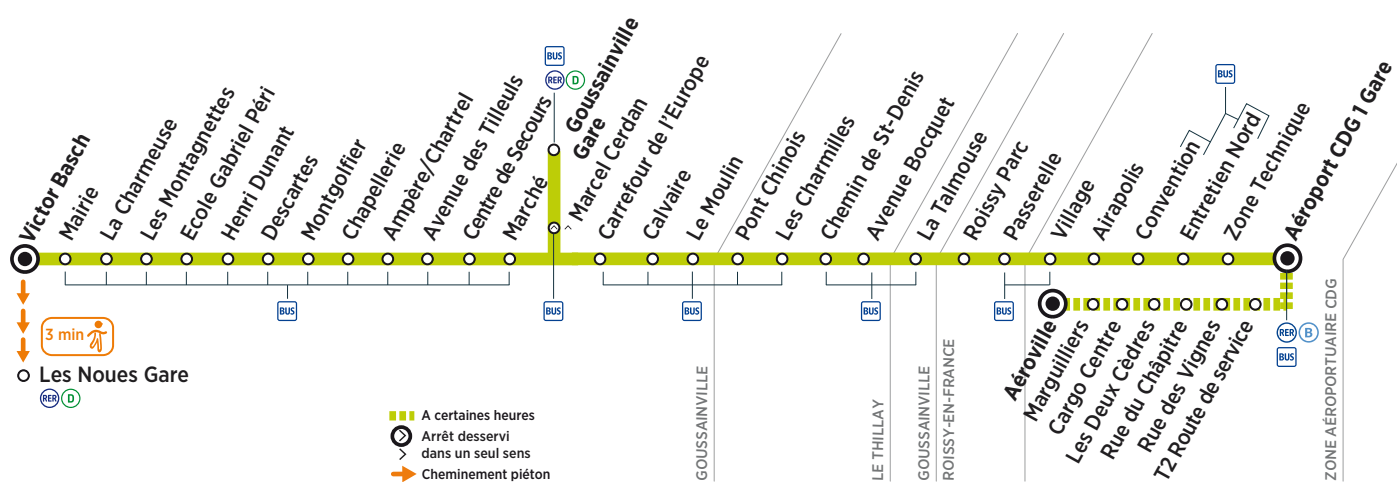 Victor Basch
Mairie
La Charmeuse
Les Montagnettes
Ecole Gabriel Péri
Henri Dunant
Descartes
Montgolfier
Chapellerie
Ampère/Chartrel
Avenue des Tilleuls
Centre de Secours
Marché
BUS
RER D
Goussainville
Gare
Marcel Cerdan
Carrefour de l'Europe
Calvaire
Le Moulin
Pont Chinois
Les Charmilles
Chemin de St-Denis
Avenue Bocquet
La Talmouse
Roissy Parc
Passerelle
Village
Airapolis
Convention
Entretien Nord
BUS
Zone Technique
Aéroport CDG 1 Gare
BUS
BUS
BUS
BUS
BUS
RER B
BUS
3 min
Les Noues Gare
RER D
Aéroville
Marguilliers
Cargo Centre
Les Deux Cèdres
Rue du Châpitre
Rue des Vignes
T2 Route de service
GOUSSAINVILLE
LE THILLAY
GOUSSAINVILLE
ROISSY-EN-FRANCE
ZONE AÉROPORTUAIRE CDG
A certaines heures
Arrêt desservi
dans un seul sens
Cheminement piéton